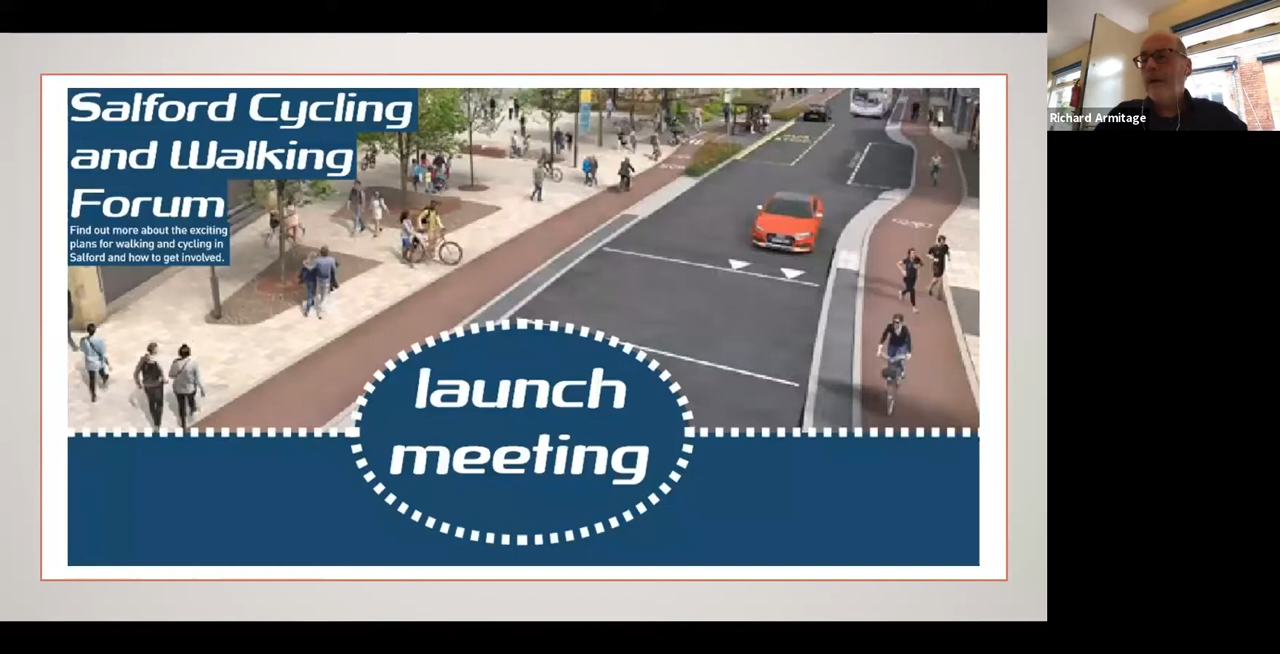 Salford Cycling
and Walking
Forum
Find out more about the exciting
plans for walking and cycling in
Salford and how to get involved.
launch
meeting
Richard Armitage